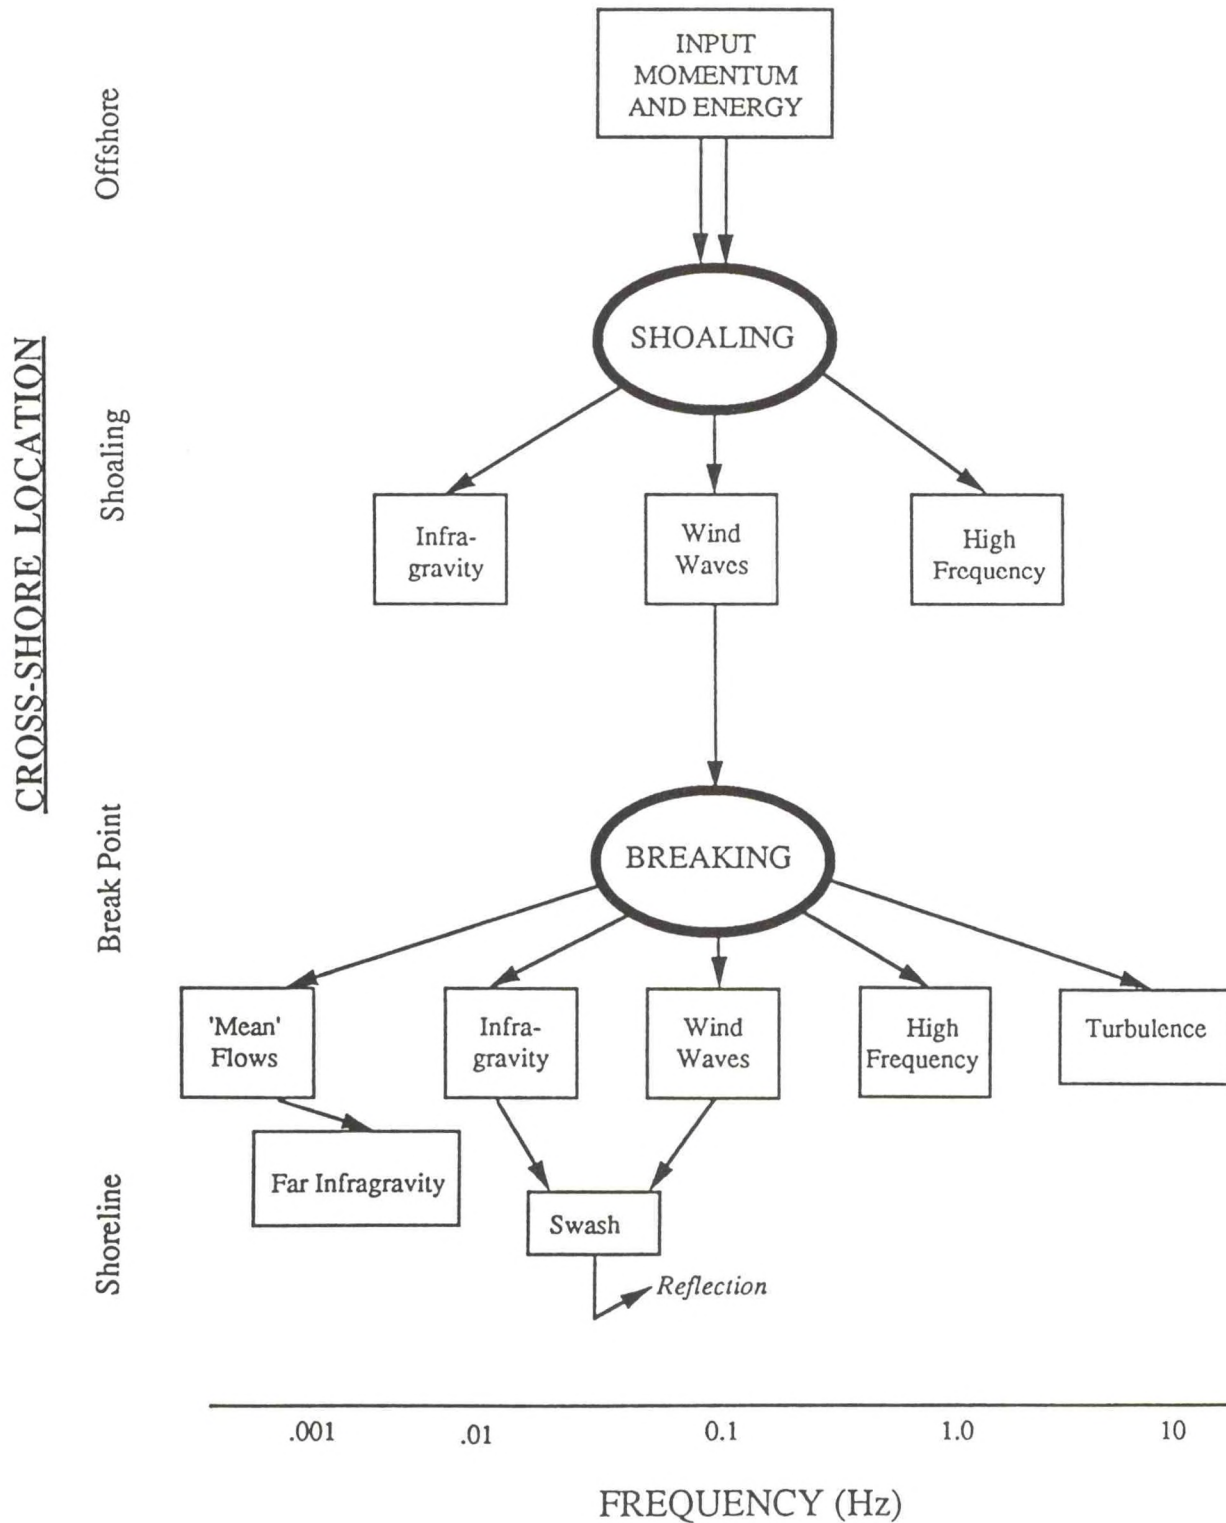 INPUT
MOMENTUM
AND ENERGY
Offshore
SHOALING
CROSS-SHORE LOCATION
Shoaling
Infra-
gravity
Wind
Waves
High
Frequency
Break Point
BREAKING
'Mean'
Flows
Infra-
gravity
Wind
Waves
High
Frequency
Turbulence
Far Infragravity
Shoreline
Swash
Reflection
.001 .01 0.1 1.0 10
FREQUENCY (Hz)